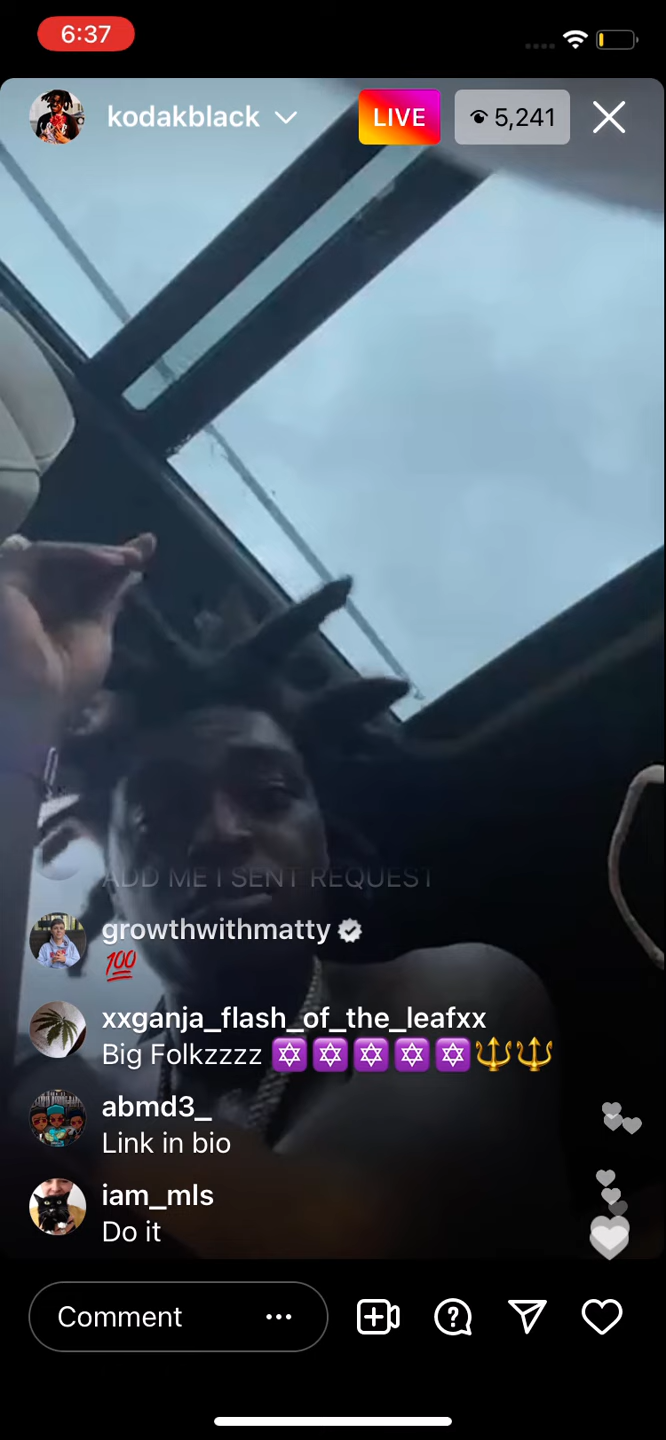 6:37
kodakblack
LIVE
5,241
ADD ME I SENT REQUEST
growthwithmatty
💯
xxganja_flash_of_the_leafxx
Big Folkzzzz 🔯🔯🔯🔯🔯🔱🔱
abmd3_
Link in bio
iam_mls
Do it
Comment